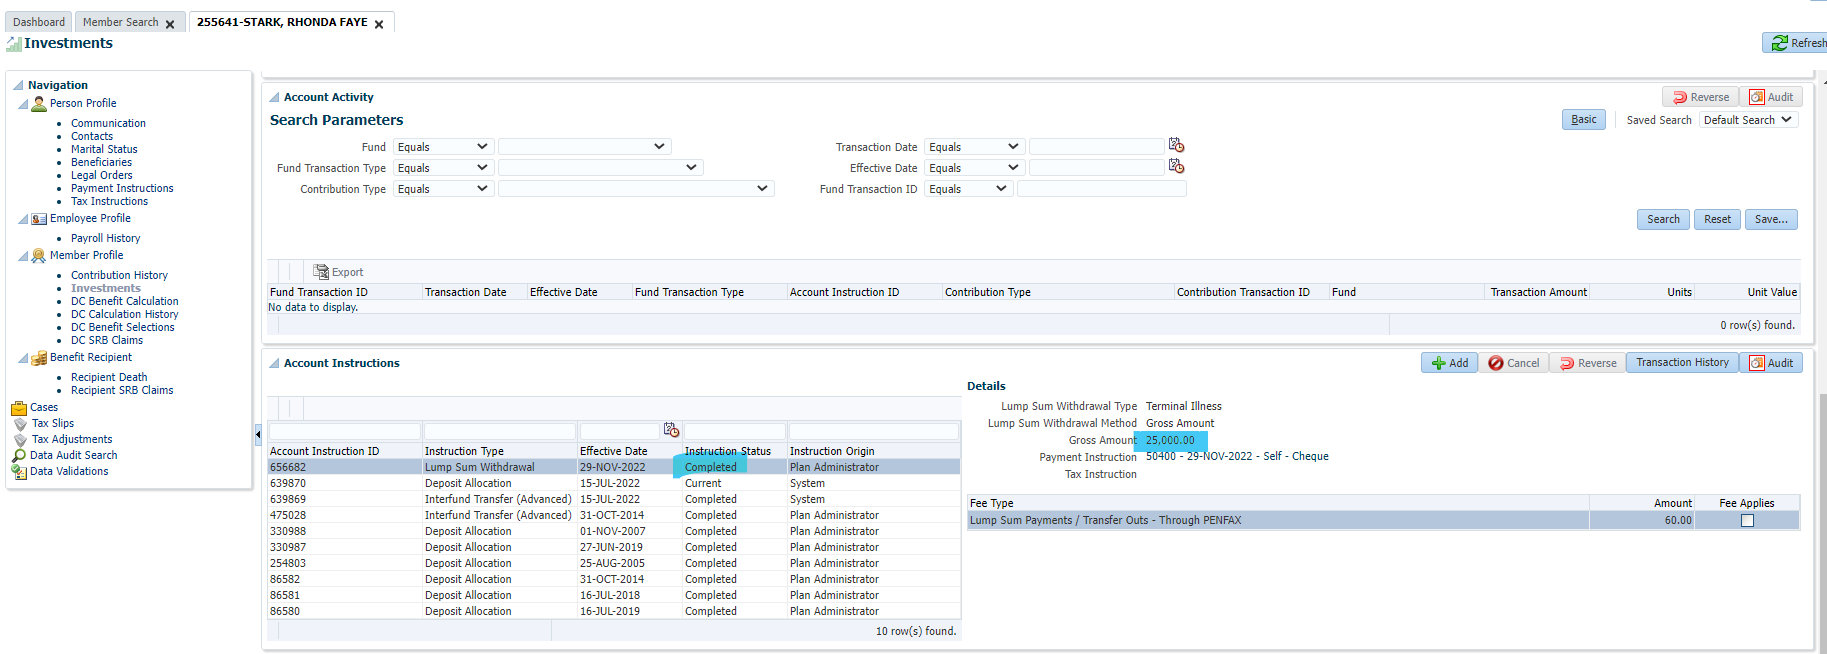 Dashboard Member Search 255641-STARK, RHONDA FAYE
Investments
Refresh
Navigation
Person Profile
Communication
Contacts
Marital Status
Beneficiaries
Legal Orders
Payment Instructions
Tax Instructions
Employee Profile
Payroll History
Member Profile
Contribution History
Investments
DC Benefit Calculation
DC Calculation History
DC Benefit Selections
DC SRB Claims
Benefit Recipient
Recipient Death
Recipient SRB Claims
Cases
Tax Slips
Tax Adjustments
Data Audit Search
Data Validations
Account Activity
Reverse Audit
Search Parameters
Basic Saved Search Default Search
Fund Equals Transaction Date Equals
Fund Transaction Type Equals Effective Date Equals
Contribution Type Equals Fund Transaction ID Equals
Search Reset Save...
Export
Fund Transaction ID Transaction Date Effective Date Fund Transaction Type Account Instruction ID Contribution Type Contribution Transaction ID Fund Transaction Amount Units Unit Value
No data to display.
0 row(s) found.
Account Instructions
Add Cancel Reverse Transaction History Audit
Account Instruction ID Instruction Type Effective Date Instruction Status Instruction Origin
656682 Lump Sum Withdrawal 29-NOV-2022 Completed Plan Administrator
639870 Deposit Allocation 15-JUL-2022 Current System
639869 Interfund Transfer (Advanced) 15-JUL-2022 Completed System
475028 Interfund Transfer (Advanced) 31-OCT-2014 Completed Plan Administrator
330988 Deposit Allocation 01-NOV-2007 Completed Plan Administrator
330987 Deposit Allocation 27-JUN-2019 Completed Plan Administrator
254803 Deposit Allocation 25-AUG-2005 Completed Plan Administrator
86582 Deposit Allocation 31-OCT-2014 Completed Plan Administrator
86581 Deposit Allocation 16-JUL-2018 Completed Plan Administrator
86580 Deposit Allocation 16-JUL-2019 Completed Plan Administrator
10 row(s) found.
Details
Lump Sum Withdrawal Type Terminal Illness
Lump Sum Withdrawal Method Gross Amount
Gross Amount 25,000.00
Payment Instruction 50400 - 29-NOV-2022 - Self - Cheque
Tax Instruction
Fee Type Amount Fee Applies
Lump Sum Payments / Transfer Outs - Through PENFAX 60.00